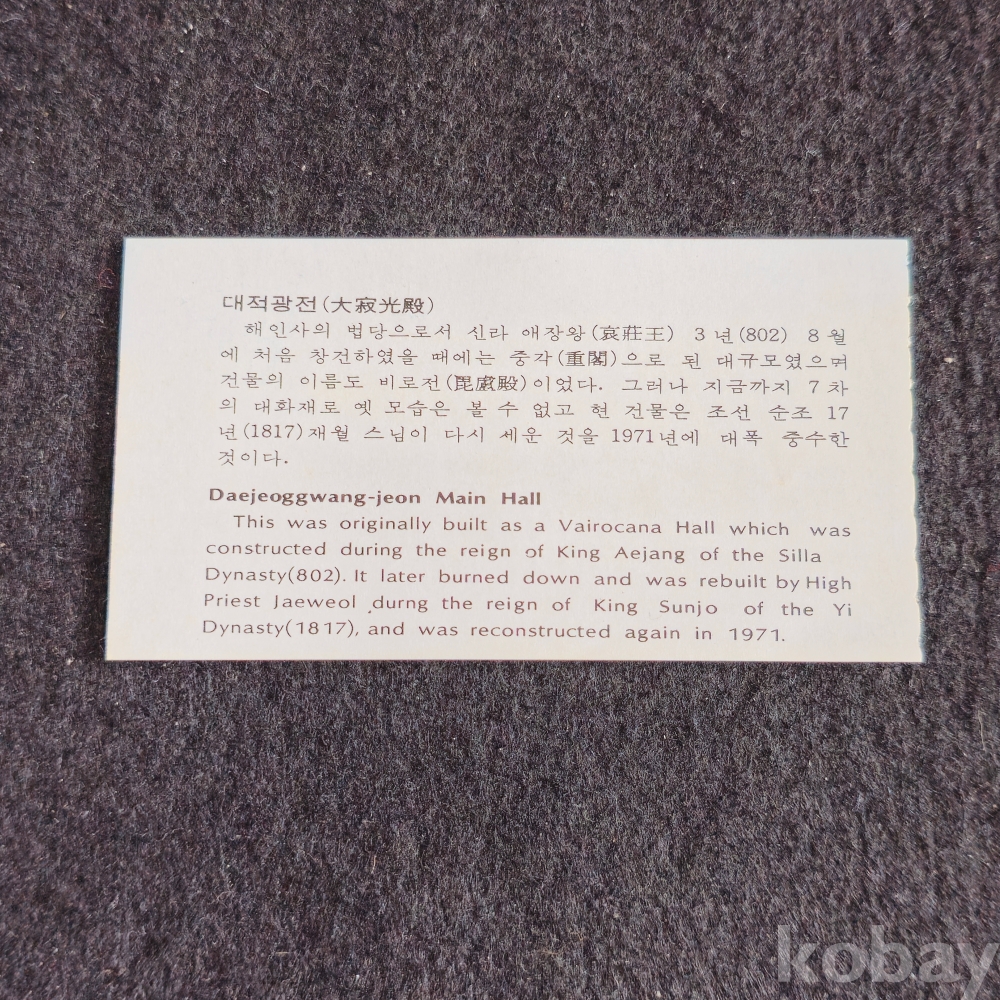 대적광전(大寂光殿)
해인사의 법당으로서 신라 애장왕(哀莊王) 3년(802) 8월
에 처음 창건하였을 때에는 중각(重閣)으로 된 대규모였으며
건물의 이름도 비로전(毘盧殿)이었다. 그러나 지금까지 7차
의 대화재로 옛 모습은 볼 수 없고 현 건물은 조선 순조 17
년(1817)재월 스님이 다시 세운 것을 1971년에 대폭 중수한
것이다.
Daejeoggwang-jeon Main Hall
This was originally built as a Vairocana Hall which was
constructed during the reign of King Aejang of the Silla
Dynasty(802). It later burned down and was rebuilt by High
Priest Jaeweol ,durng the reign of King Sunjo of the Yi
Dynasty(1817), and was reconstructed again in 1971.
kobay